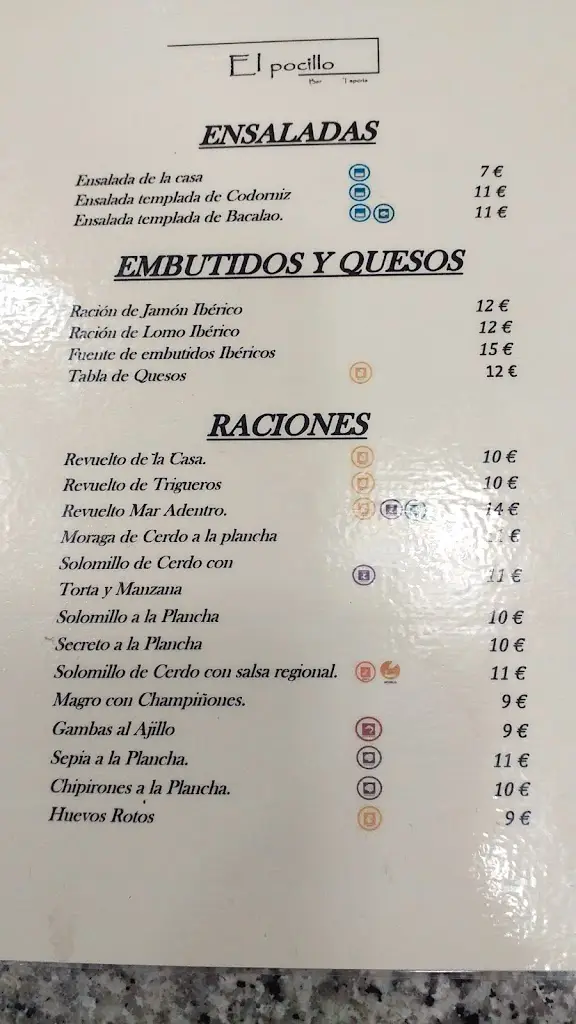 El pocillo
Bar Tapería
ENSALADAS
Ensalada de la casa 7 €
Ensalada templada de Codorniz 11 €
Ensalada templada de Bacalao. 11 €
EMBUTIDOS Y QUESOS
Ración de Jamón Ibérico 12 €
Ración de Lomo Ibérico 12 €
Fuente de embutidos Ibéricos 15 €
Tabla de Quesos 12 €
RACIONES
Revuelto de la Casa. 10 €
Revuelto de Trigueros 10 €
Revuelto Mar Adentro. 14 €
Moraga de Cerdo a la plancha €
Solomillo de Cerdo con
Torta y Manzana 11 €
Solomillo a la Plancha 10 €
Secreto a la Plancha 10 €
Solomillo de Cerdo con salsa regional. 11 €
Magro con Champiñones. 9 €
Gambas al Ajillo 9 €
Sepia a la Plancha. 11 €
Chipirones a la Plancha. 10 €
Huevos Rotos 9 €